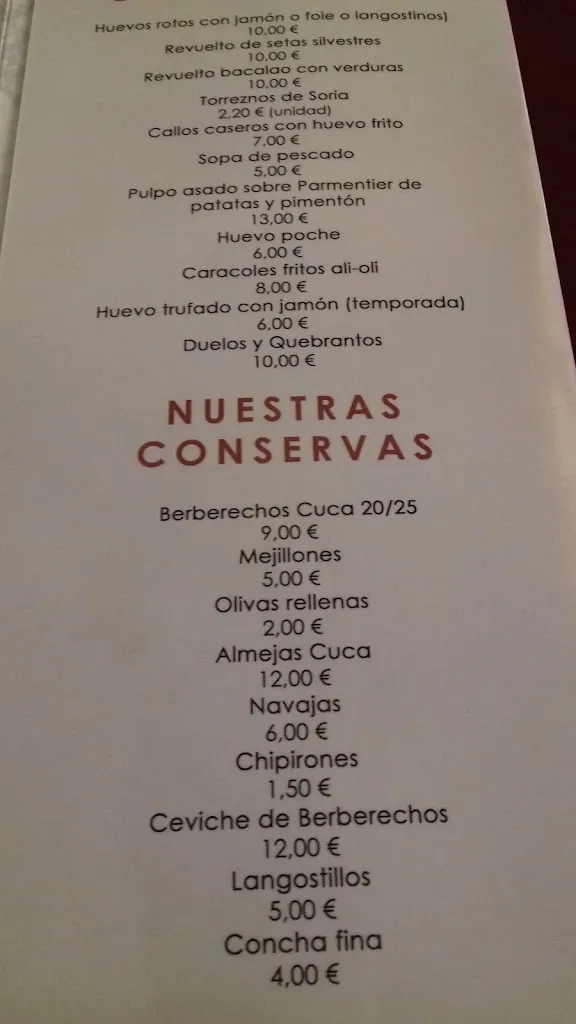 Huevos rotos con jamón o foie o langostinos)
10,00 €
Revuelto de setas silvestres
10,00 €
Revuelto bacalao con verduras
10,00 €
Torreznos de Soria
2,20 € (unidad)
Callos caseros con huevo frito
7,00 €
Sopa de pescado
5,00 €
Pulpo asado sobre Parmentier de
patatas y pimentón
13,00 €
Huevo poche
6,00 €
Caracoles fritos ali-oli
8,00 €
Huevo trufado con jamón (temporada)
6,00 €
Duelos y Quebrantos
10,00 €
NUESTRAS
CONSERVAS
Berberechos Cuca 20/25
9,00 €
Mejillones
5,00 €
Olivas rellenas
2,00 €
Almejas Cuca
12,00 €
Navajas
6,00 €
Chipirones
1,50 €
Ceviche de Berberechos
12,00 €
Langostillos
5,00 €
Concha fina
4,00 €